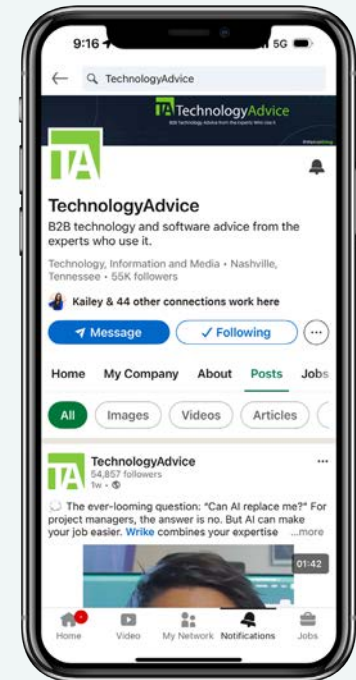 9:16
5G
TechnologyAdvice
TA TechnologyAdvice
B2B Technology Advice from the Experts Who Use It.
TA
TechnologyAdvice
B2B technology and software advice from the
experts who use it.
Technology, Information and Media • Nashville,
Tennessee • 55K followers
Kailey & 44 other connections work here
Message
Following
Home My Company About Posts Jobs
All Images Videos Articles
TA
TechnologyAdvice
54,857 followers
1w •
The ever-looming question: "Can AI replace me?" For
project managers, the answer is no. But AI can make
your job easier. Wrike combines your expertise ...more
01:42
Home Video My Network Notifications Jobs